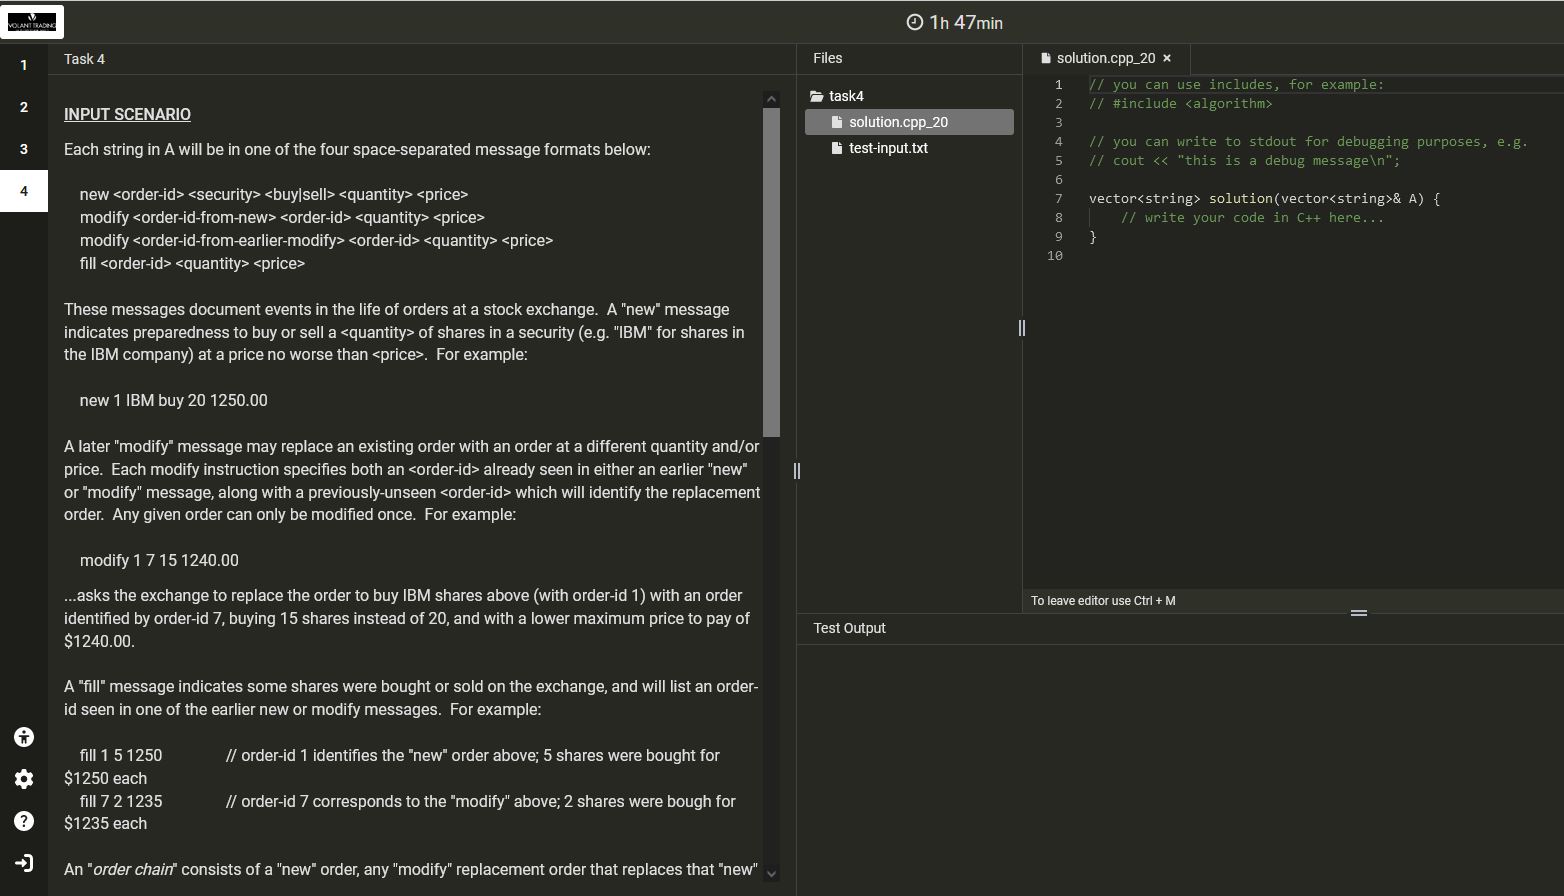 VOLANT TRADING
1h 47min
1
2
3
4
Task 4
INPUT SCENARIO
Each string in A will be in one of the four space-separated message formats below:
new <order-id> <security> <buy|sell> <quantity> <price>
modify <order-id-from-new> <order-id> <quantity> <price>
modify <order-id-from-earlier-modify> <order-id> <quantity> <price>
fill <order-id> <quantity> <price>
These messages document events in the life of orders at a stock exchange.  A "new" message
indicates preparedness to buy or sell a <quantity> of shares in a security (e.g. "IBM" for shares in
the IBM company) at a price no worse than <price>.  For example:
new 1 IBM buy 20 1250.00
A later "modify" message may replace an existing order with an order at a different quantity and/or
price.  Each modify instruction specifies both an <order-id> already seen in either an earlier "new"
or "modify" message, along with a previously-unseen <order-id> which will identify the replacement
order.  Any given order can only be modified once.  For example:
modify 1 7 15 1240.00
...asks the exchange to replace the order to buy IBM shares above (with order-id 1) with an order
identified by order-id 7, buying 15 shares instead of 20, and with a lower maximum price to pay of
$1240.00.
A "fill" message indicates some shares were bought or sold on the exchange, and will list an order-
id seen in one of the earlier new or modify messages.  For example:
fill 1 5 1250 // order-id 1 identifies the "new" order above; 5 shares were bought for
$1250 each
fill 7 2 1235 // order-id 7 corresponds to the "modify" above; 2 shares were bough for
$1235 each
An "order chain" consists of a "new" order, any "modify" replacement order that replaces that "new"
Files
task4
solution.cpp_20
test-input.txt
solution.cpp_20 ×
1 // you can use includes, for example:
2 // #include <algorithm>
3
4 // you can write to stdout for debugging purposes, e.g.
5 // cout << "this is a debug message\n";
6
7 vector<string> solution(vector<string>& A) {
8 // write your code in C++ here...
9 }
10
To leave editor use Ctrl + M
Test Output